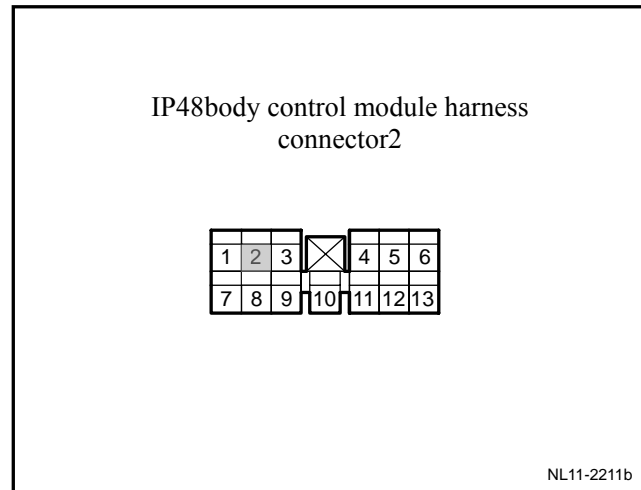 IP48body control module harness
connector2
1 2 3 4 5 6
7 8 9 10 11 12 13
NL11-2211b